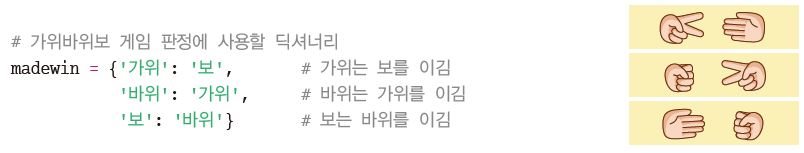 # 가위바위보 게임 판정에 사용할 딕셔너리
madewin = {'가위': '보',       # 가위는 보를 이김
           '바위': '가위',     # 바위는 가위를 이김
           '보': '바위'}       # 보는 바위를 이김